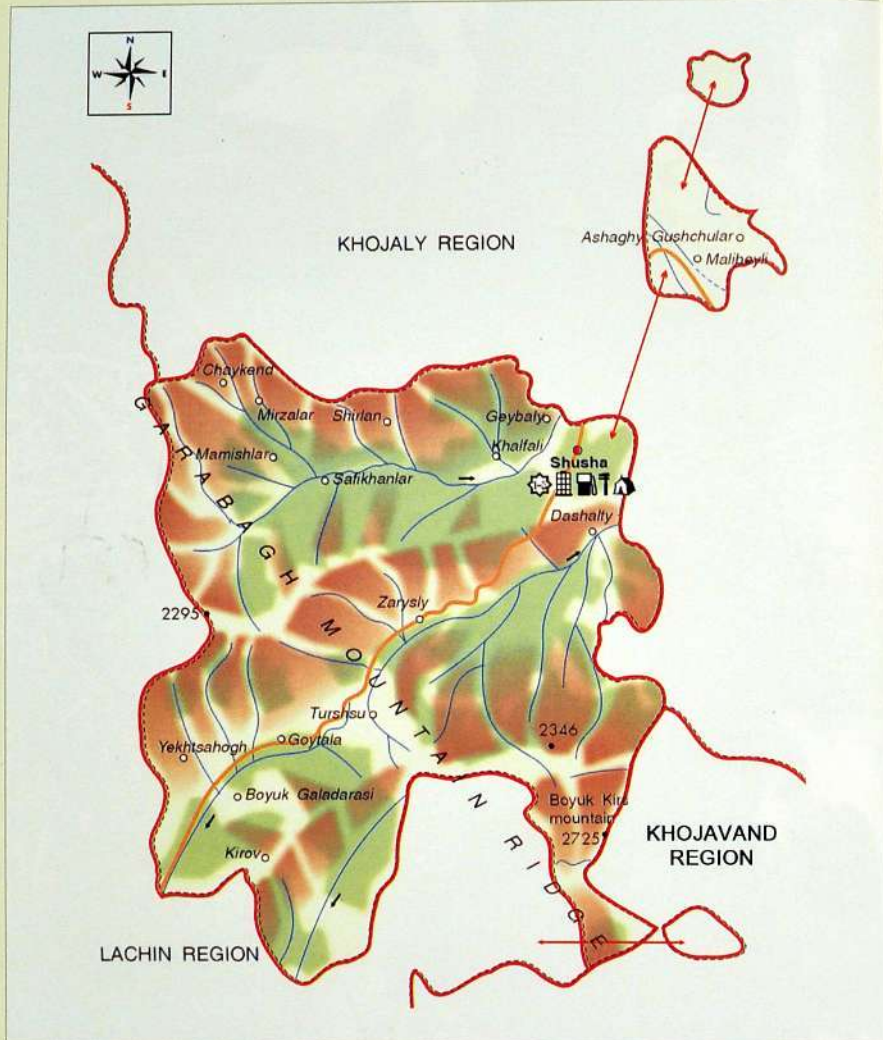 N
W E
S
KHOJALY REGION
Ashaghy Gushchular
Malibeyli
Chaykend
Mirzalar
Shirlan
Geybaly
Khalfali
Mamishlar
Safikhanlar
Shusha
Dashalty
Zarysly
2295
GARABAGH MOUNTAIN RIDGE
Turshsu
2346
Yekhtsahogh
Goytala
Boyuk Galadarasi
Boyuk Kirs
mountain
2725
KHOJAVAND
REGION
Kirov
LACHIN REGION